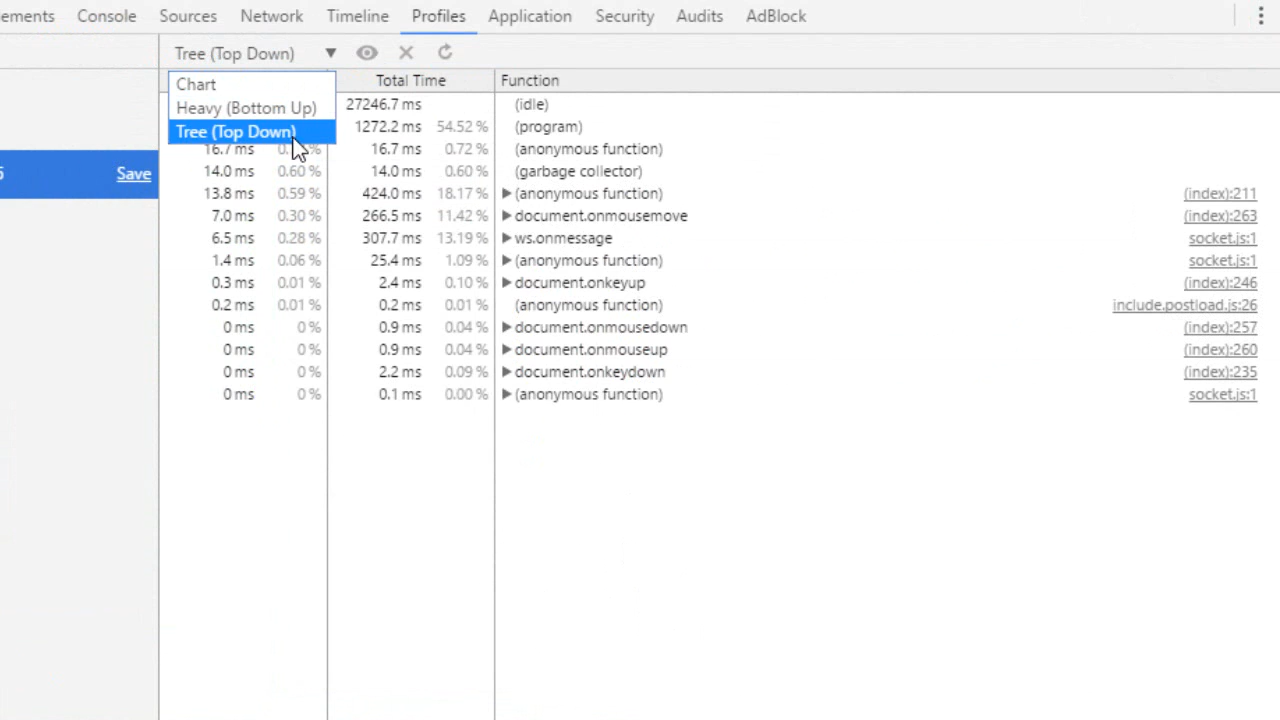 ements Console Sources Network Timeline Profiles Application Security Audits AdBlock
Tree (Top Down)
Total Time Function
Chart
Heavy (Bottom Up)
Tree (Top Down)
27246.7 ms (idle)
1272.2 ms 54.52 % (program)
16.7 ms % 16.7 ms 0.72 % (anonymous function)
Save
14.0 ms 0.60 % 14.0 ms 0.60 % (garbage collector)
13.8 ms 0.59 % 424.0 ms 18.17 % (anonymous function) (index):211
7.0 ms 0.30 % 266.5 ms 11.42 % document.onmousemove (index):263
6.5 ms 0.28 % 307.7 ms 13.19 % ws.onmessage socket.js:1
1.4 ms 0.06 % 25.4 ms 1.09 % (anonymous function) socket.js:1
0.3 ms 0.01 % 2.4 ms 0.10 % document.onkeyup (index):246
0.2 ms 0.01 % 0.2 ms 0.01 % (anonymous function) include.postload.js:26
0 ms 0 % 0.9 ms 0.04 % document.onmousedown (index):257
0 ms 0 % 0.9 ms 0.04 % document.onmouseup (index):260
0 ms 0 % 2.2 ms 0.09 % document.onkeydown (index):235
0 ms 0 % 0.1 ms 0.00 % (anonymous function) socket.js:1